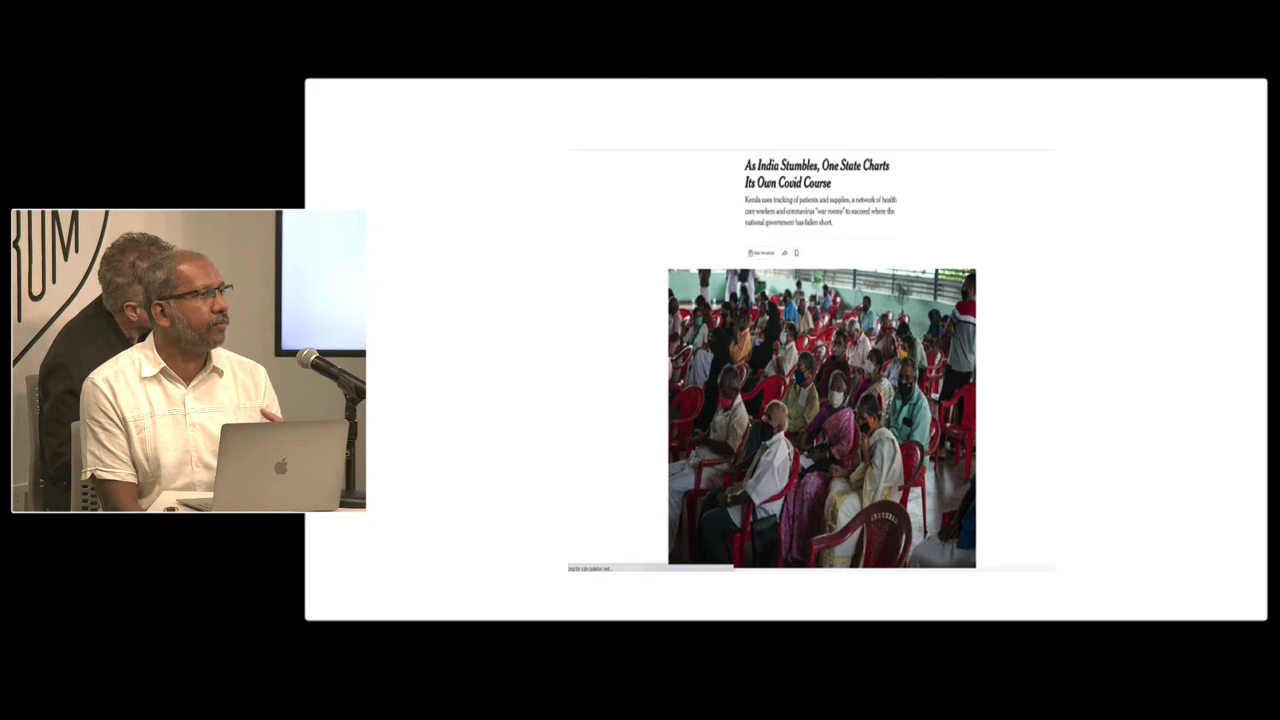 RUM
As India Stumbles, One State Charts
Its Own Covid Course
Kerala uses tracking of patients and supplies, a network of health
care workers and coronavirus "war rooms" to succeed where the
national government has fallen short.